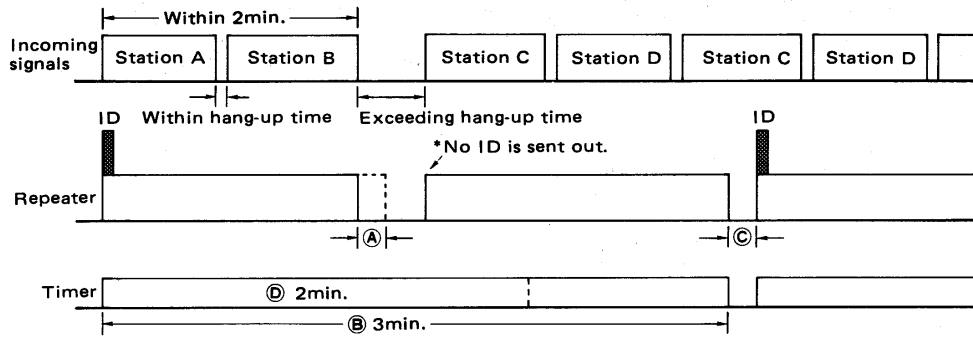 Within 2min.
Incoming signals
Station A
Station B
Station C
Station D
Station C
Station D
Within hang-up time
Exceeding hang-up time
ID
*No ID is sent out.
ID
Repeater
Ⓐ
Ⓒ
Timer
Ⓓ 2min.
Ⓑ 3min.